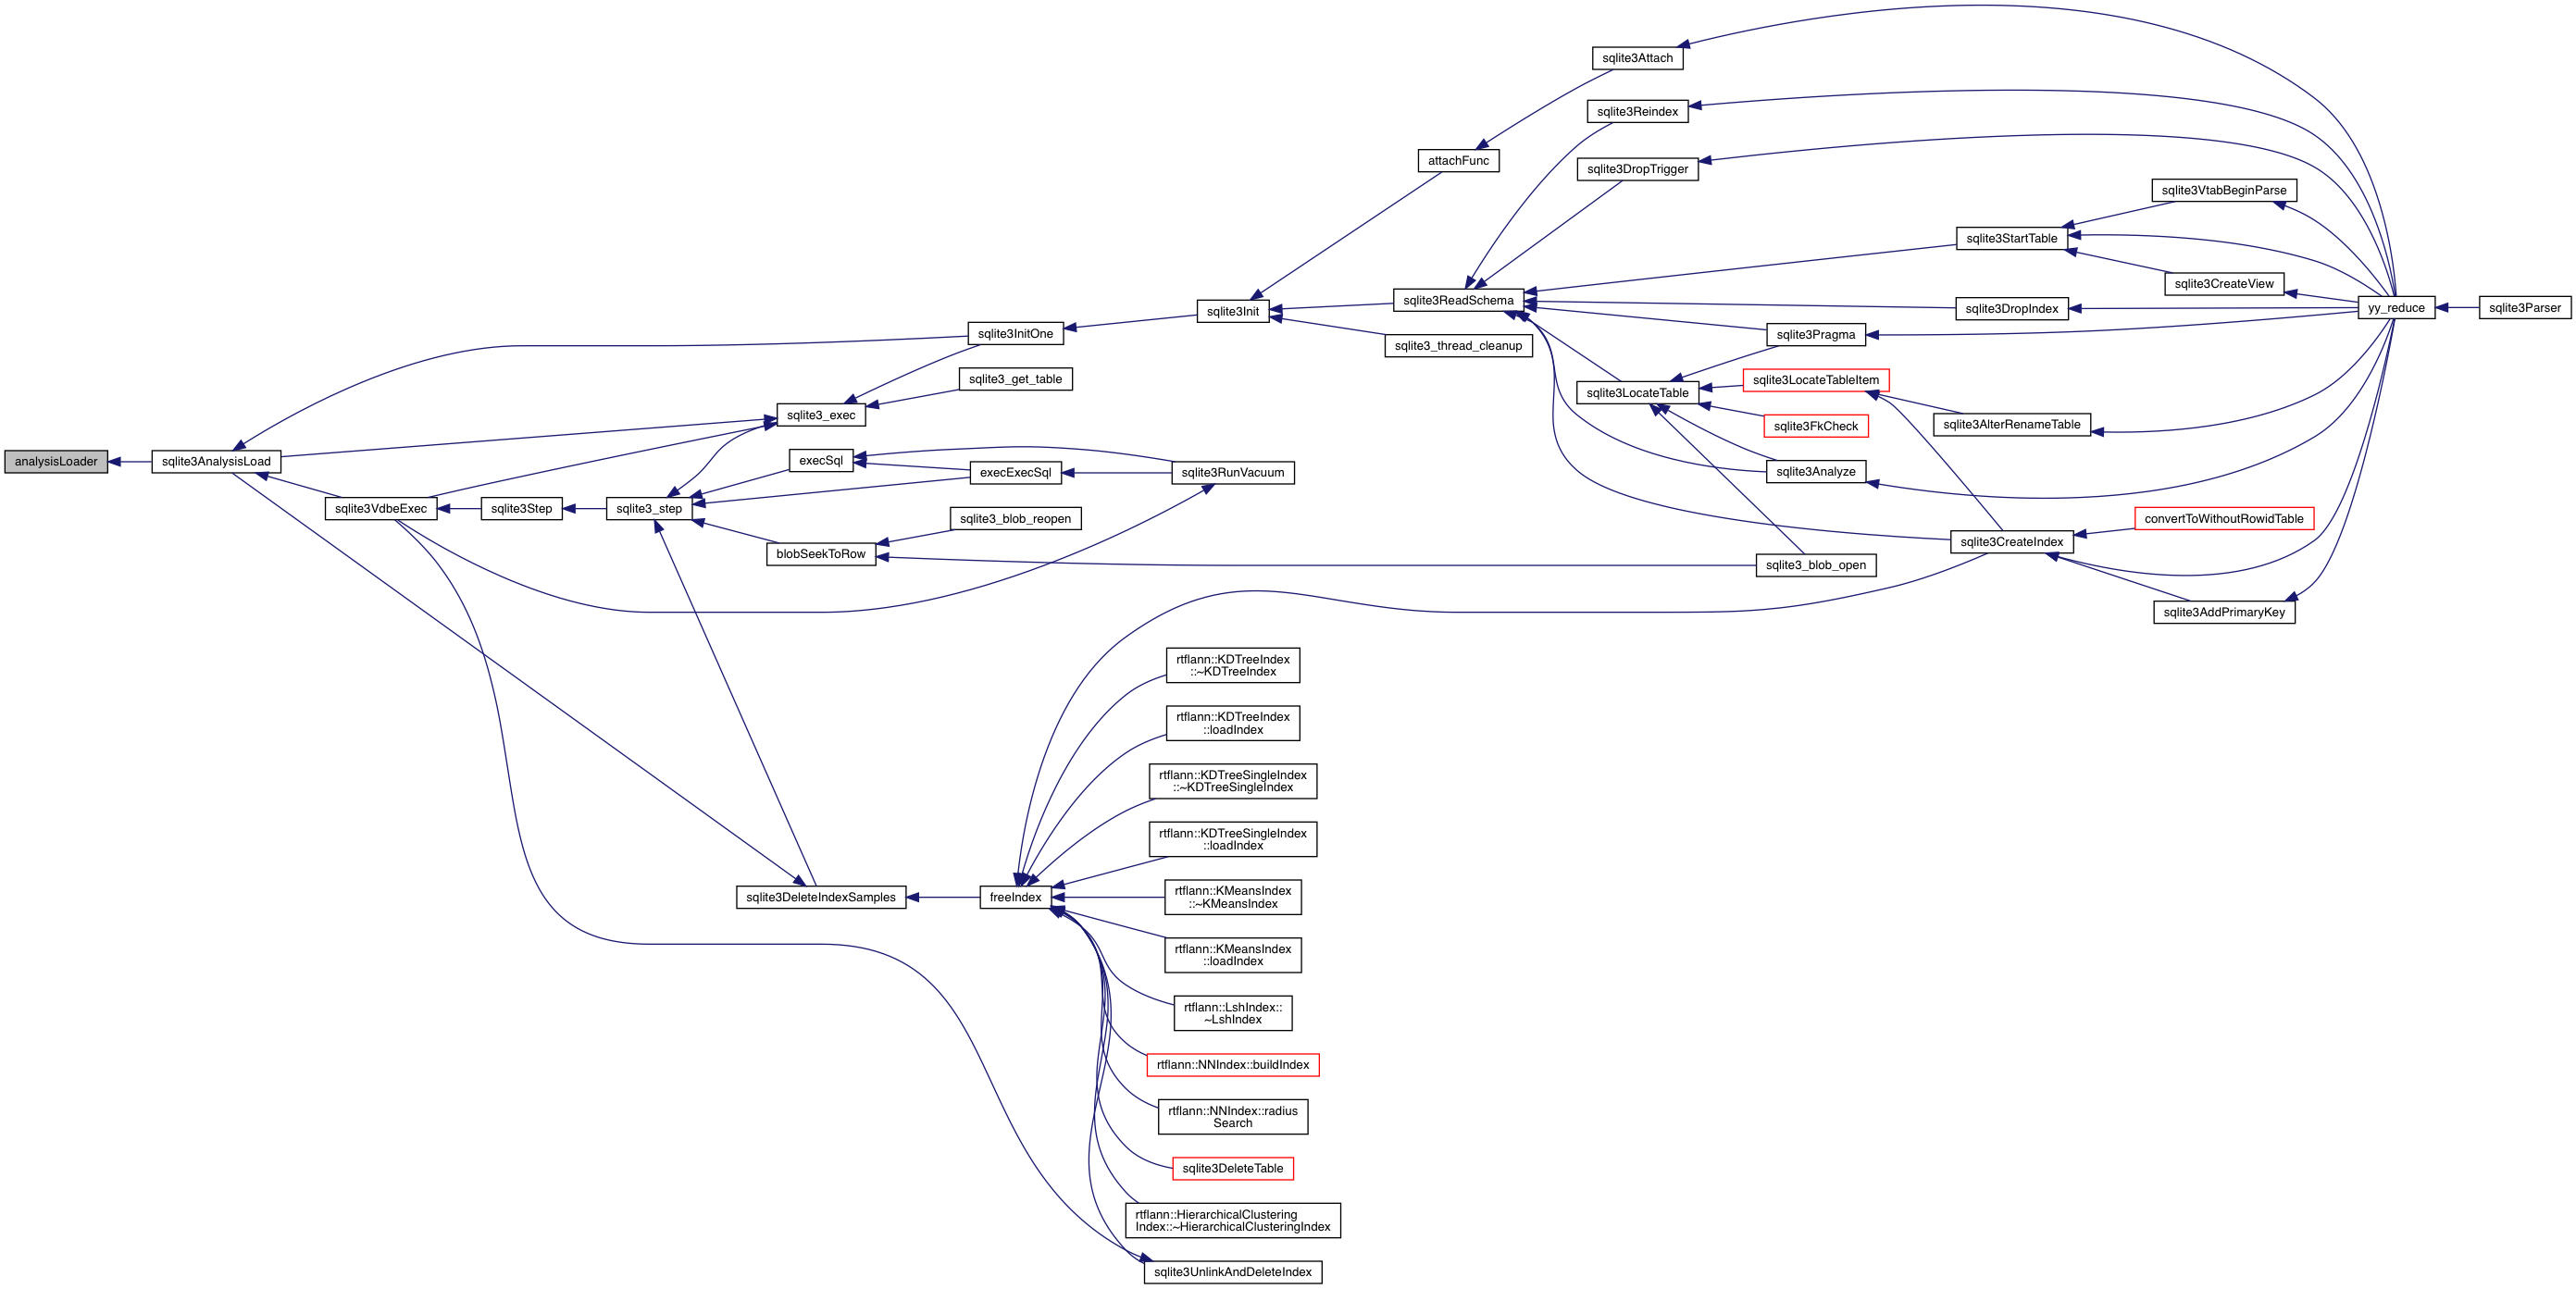 sqlite3Attach
sqlite3Reindex
attachFunc
sqlite3DropTrigger
sqlite3VtabBeginParse
sqlite3StartTable
sqlite3CreateView
sqlite3ReadSchema
sqlite3Init
sqlite3DropIndex
yy_reduce
sqlite3Parser
sqlite3InitOne
sqlite3Pragma
sqlite3_thread_cleanup
sqlite3_get_table
sqlite3LocateTableItem
sqlite3LocateTable
sqlite3_exec
sqlite3FkCheck
sqlite3AlterRenameTable
analysisLoader
sqlite3AnalysisLoad
execSql
execExecSql
sqlite3RunVacuum
sqlite3Analyze
sqlite3VdbeExec
sqlite3Step
sqlite3_step
sqlite3_blob_reopen
convertToWithoutRowidTable
sqlite3CreateIndex
blobSeekToRow
sqlite3_blob_open
sqlite3AddPrimaryKey
rtflann::KDTreeIndex
::~KDTreeIndex
rtflann::KDTreeIndex
::loadIndex
rtflann::KDTreeSingleIndex
::~KDTreeSingleIndex
rtflann::KDTreeSingleIndex
::loadIndex
sqlite3DeleteIndexSamples
freeIndex
rtflann::KMeansIndex
::~KMeansIndex
rtflann::KMeansIndex
::loadIndex
rtflann::LshIndex::
~LshIndex
rtflann::NNIndex::buildIndex
rtflann::NNIndex::radius
Search
sqlite3DeleteTable
rtflann::HierarchicalClustering
Index::~HierarchicalClusteringIndex
sqlite3UnlinkAndDeleteIndex